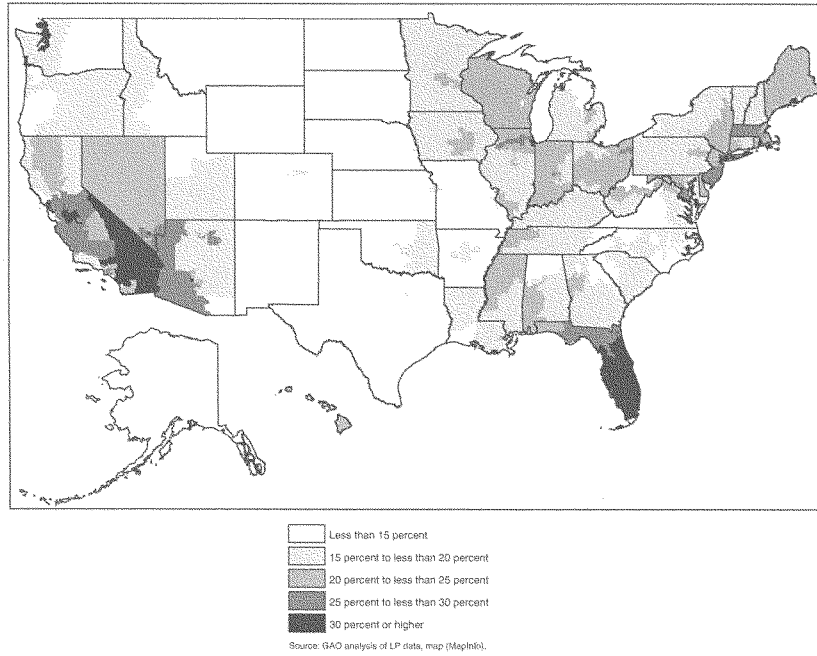 Less than 15 percent
15 percent to less than 20 percent
20 percent to less than 25 percent
25 percent to less than 30 percent
30 percent or higher
Source: GAO analysis of LP data, map (MapInfo).